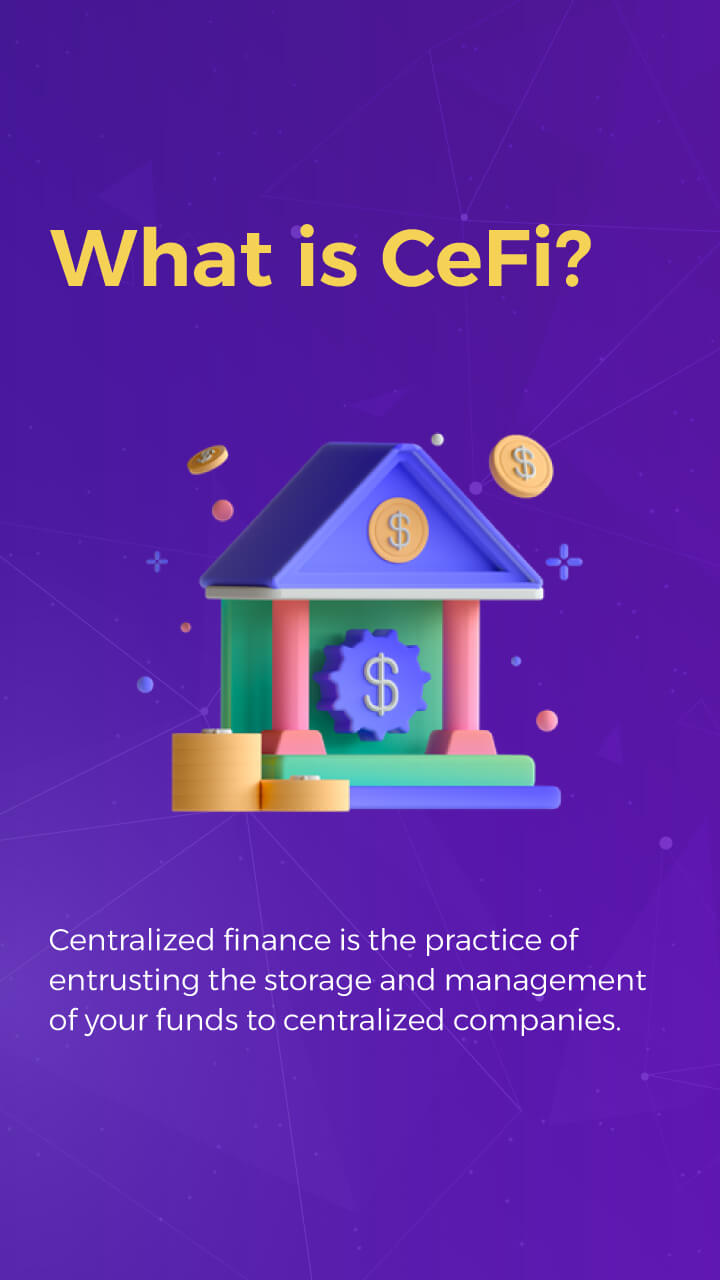 What is CeFi?
$
$
$
$
Centralized finance is the practice of
entrusting the storage and management
of your funds to centralized companies.